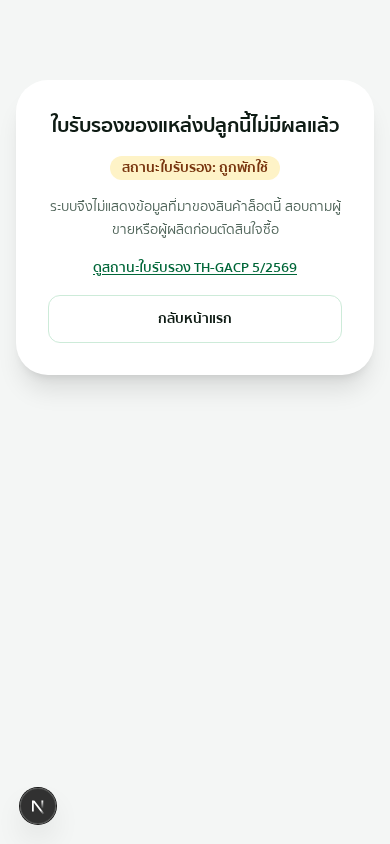 ใบรับรองของแหล่งปลูกนี้ไม่มีผลแล้ว
สถานะใบรับรอง: ถูกพักใช้
ระบบจึงไม่แสดงข้อมูลที่มาของสินค้าล็อตนี้ สอบถามผู้
ขายหรือผู้ผลิตก่อนตัดสินใจซื้อ
ดูสถานะใบรับรอง TH-GACP 5/2569
กลับหน้าแรก
N